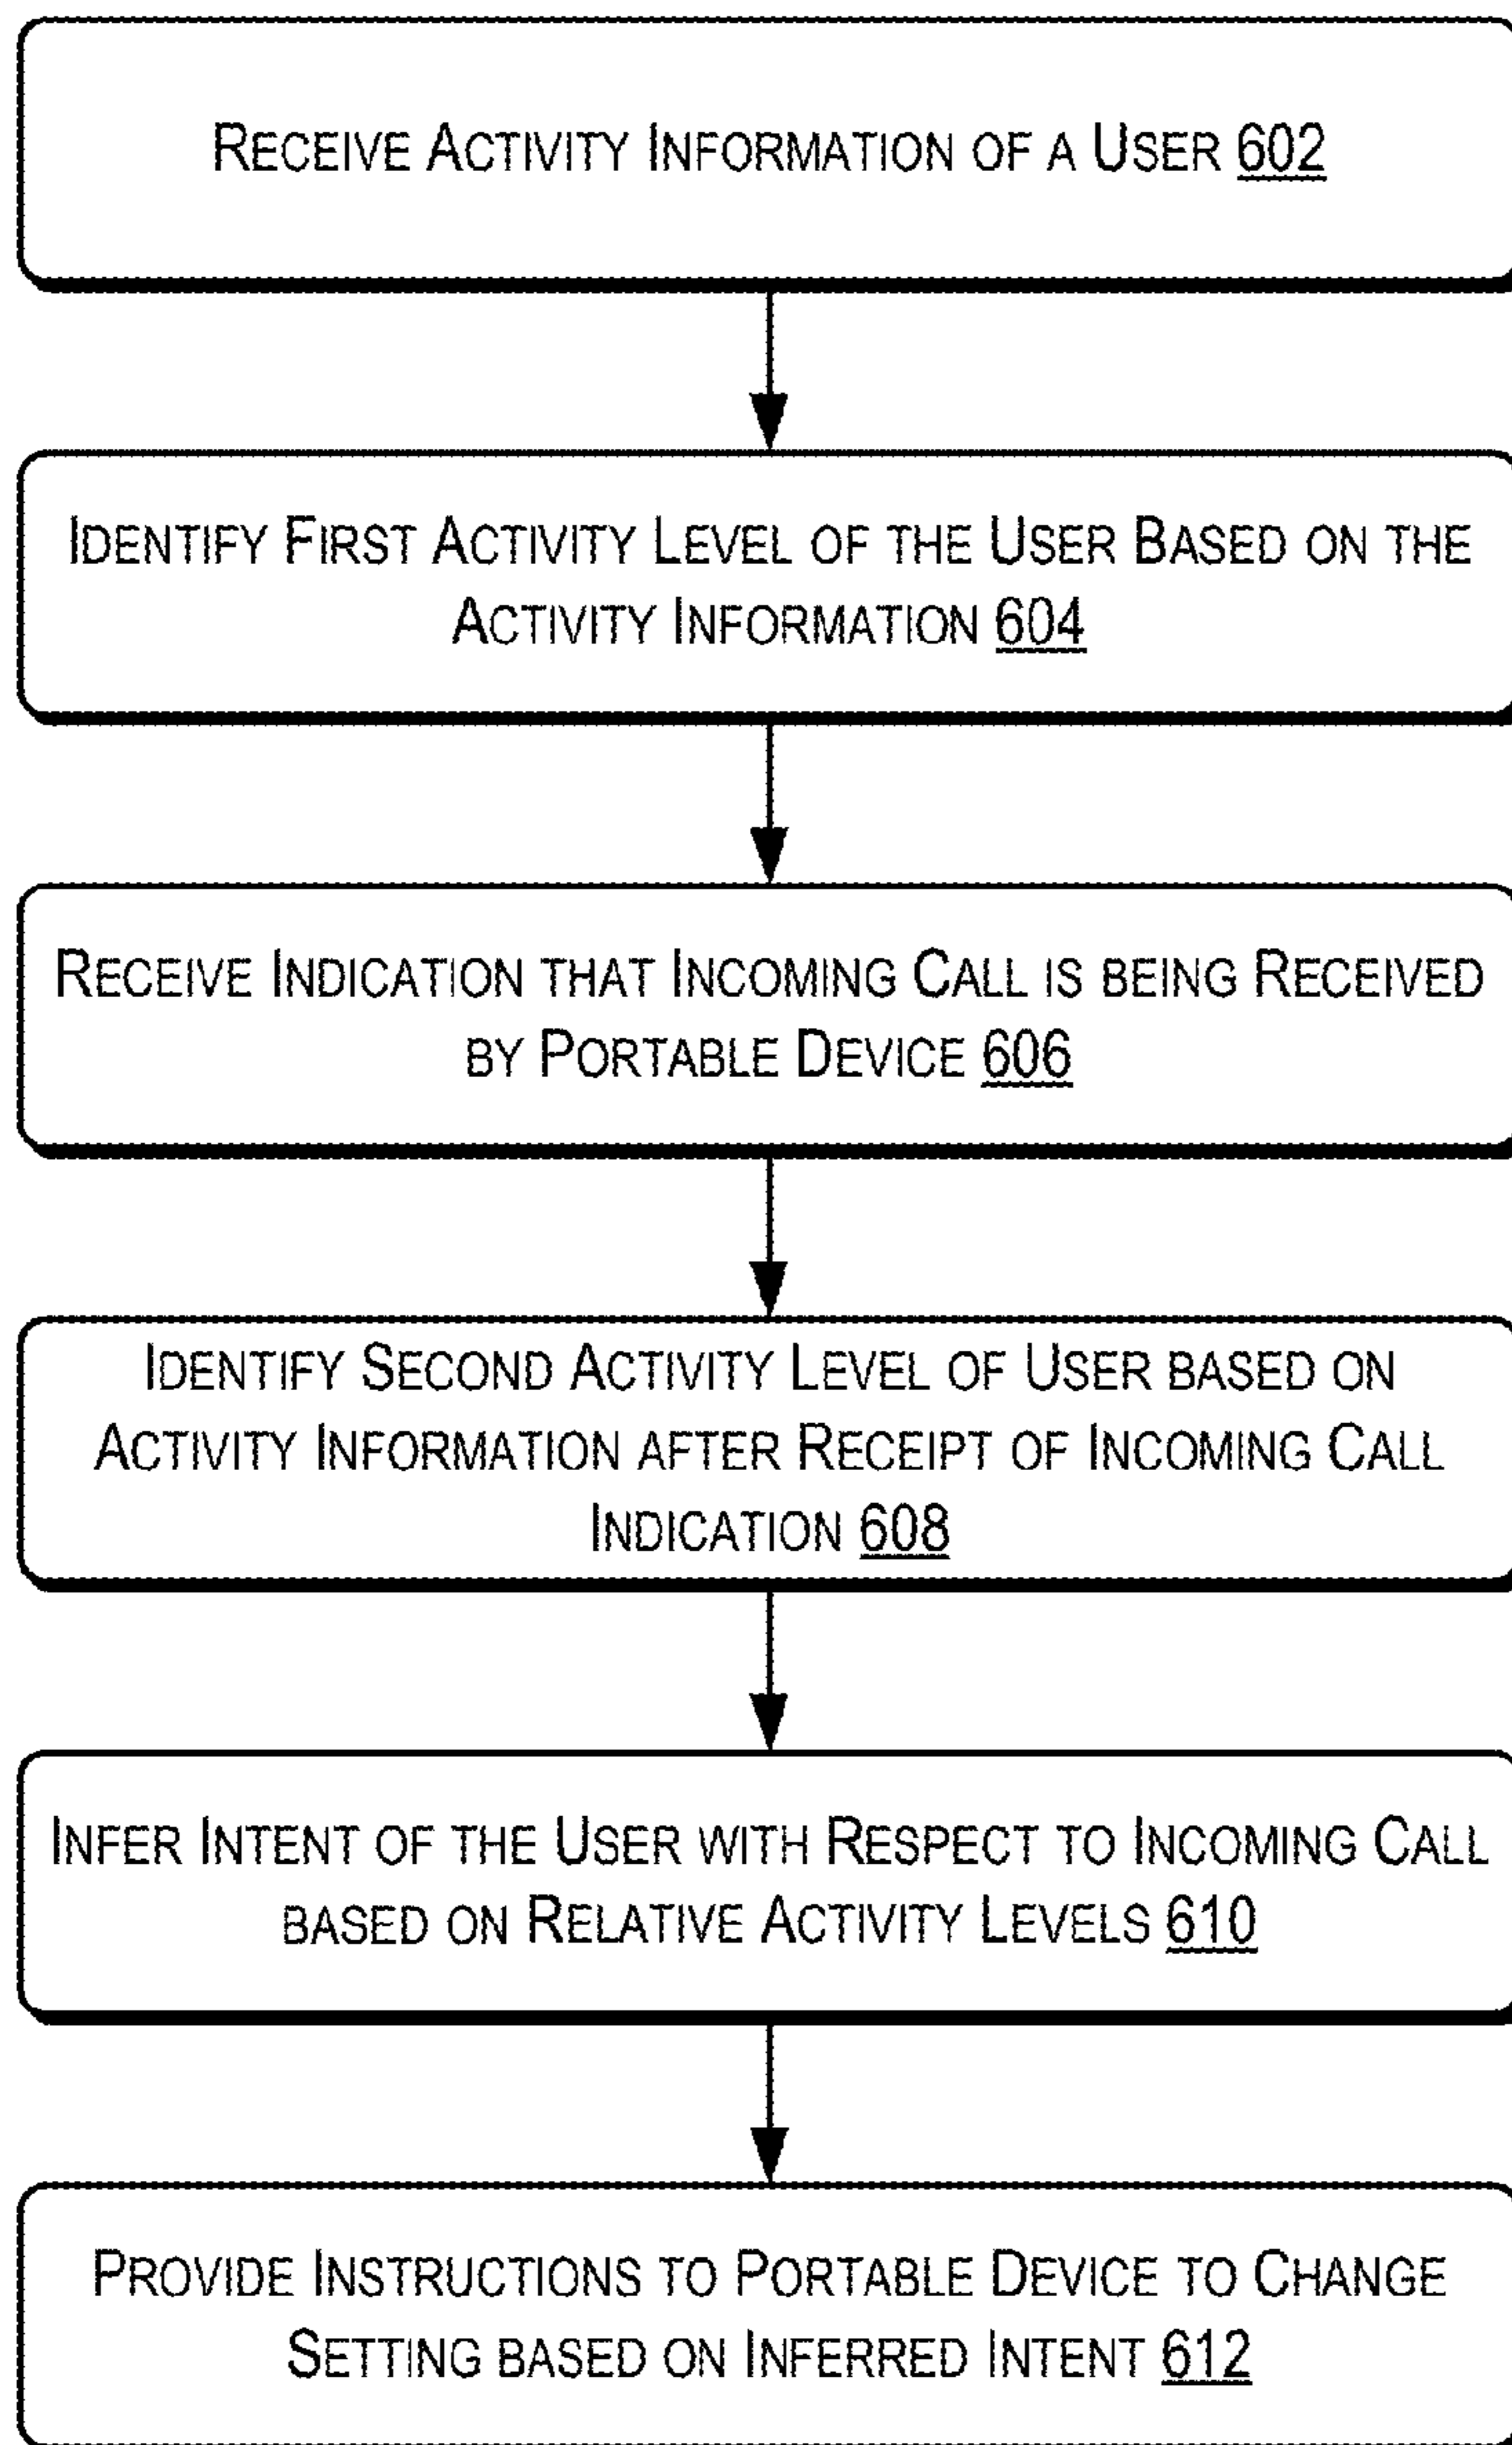 RECEIVE ACTIVITY INFORMATION OF A USER 602
IDENTIFY FIRST ACTIVITY LEVEL OF THE USER BASED ON THE
ACTIVITY INFORMATION 604
RECEIVE INDICATION THAT INCOMING CALL IS BEING RECEIVED
BY PORTABLE DEVICE 606
IDENTIFY SECOND ACTIVITY LEVEL OF USER BASED ON
ACTIVITY INFORMATION AFTER RECEIPT OF INCOMING CALL
INDICATION 608
INFER INTENT OF THE USER WITH RESPECT TO INCOMING CALL
BASED ON RELATIVE ACTIVITY LEVELS 610
PROVIDE INSTRUCTIONS TO PORTABLE DEVICE TO CHANGE
SETTING BASED ON INFERRED INTENT 612